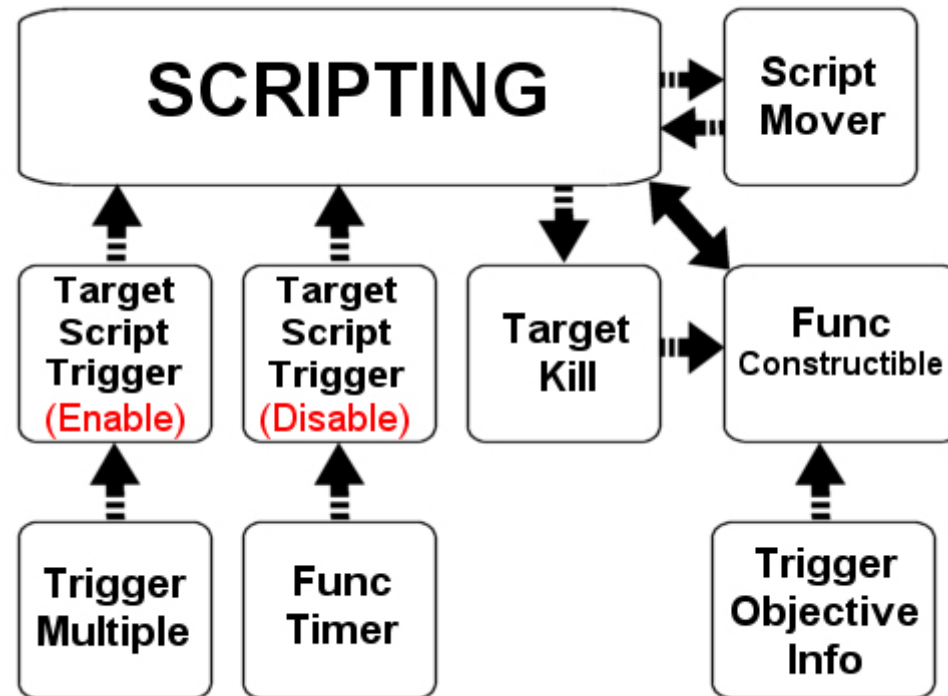 SCRIPTING
Script
Mover
Target
Script
Trigger
(Enable)
Target
Script
Trigger
(Disable)
Target
Kill
Func
Constructible
Trigger
Multiple
Func
Timer
Trigger
Objective
Info